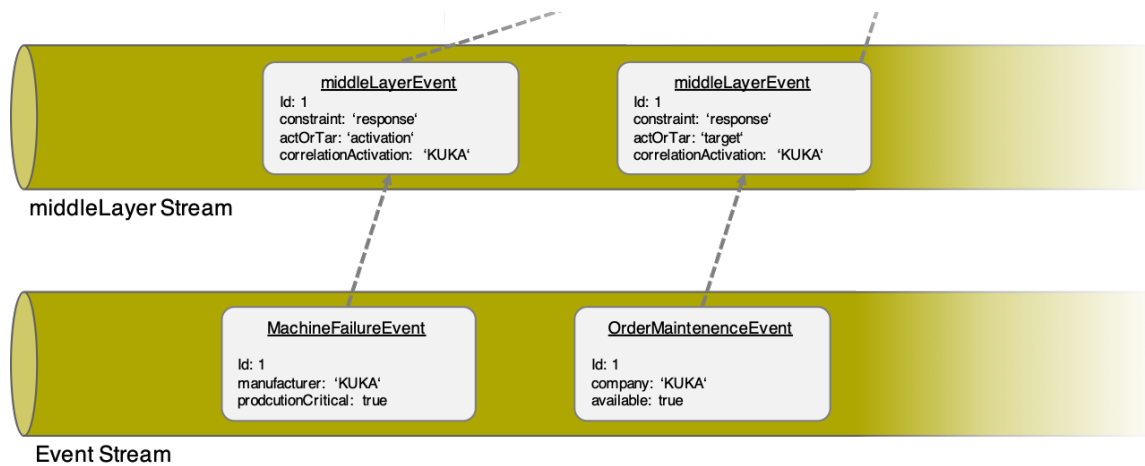 middleLayerEvent
Id: 1
constraint: ‘response‘
actOrTar: ‘activation‘
correlationActivation: ‘KUKA‘
middleLayerEvent
Id: 1
constraint: ‘response‘
actOrTar: ‘target‘
correlationActivation: ‘KUKA‘
middleLayer Stream
MachineFailureEvent
Id: 1
manufacturer: ‘KUKA‘
prodcutionCritical: true
OrderMaintenenceEvent
Id: 1
company: ‘KUKA‘
available: true
Event Stream